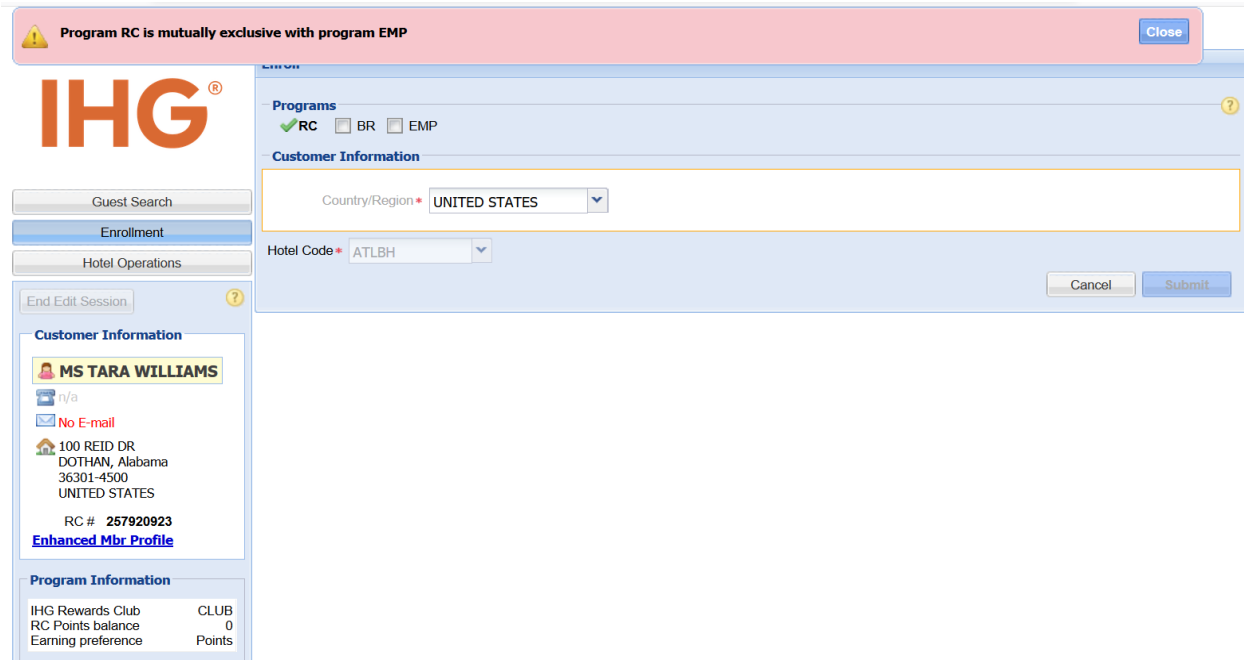 Program RC is mutually exclusive with program EMP
Close
Enroll
IHG®
Programs
?
RC BR EMP
Customer Information
Country/Region* UNITED STATES
Guest Search
Enrollment
Hotel Operations
Hotel Code* ATLBH
Cancel Submit
End Edit Session
?
Customer Information
MS TARA WILLIAMS
n/a
No E-mail
100 REID DR
DOTHAN, Alabama
36301-4500
UNITED STATES
RC # 257920923
Enhanced Mbr Profile
Program Information
IHG Rewards Club CLUB
RC Points balance 0
Earning preference Points